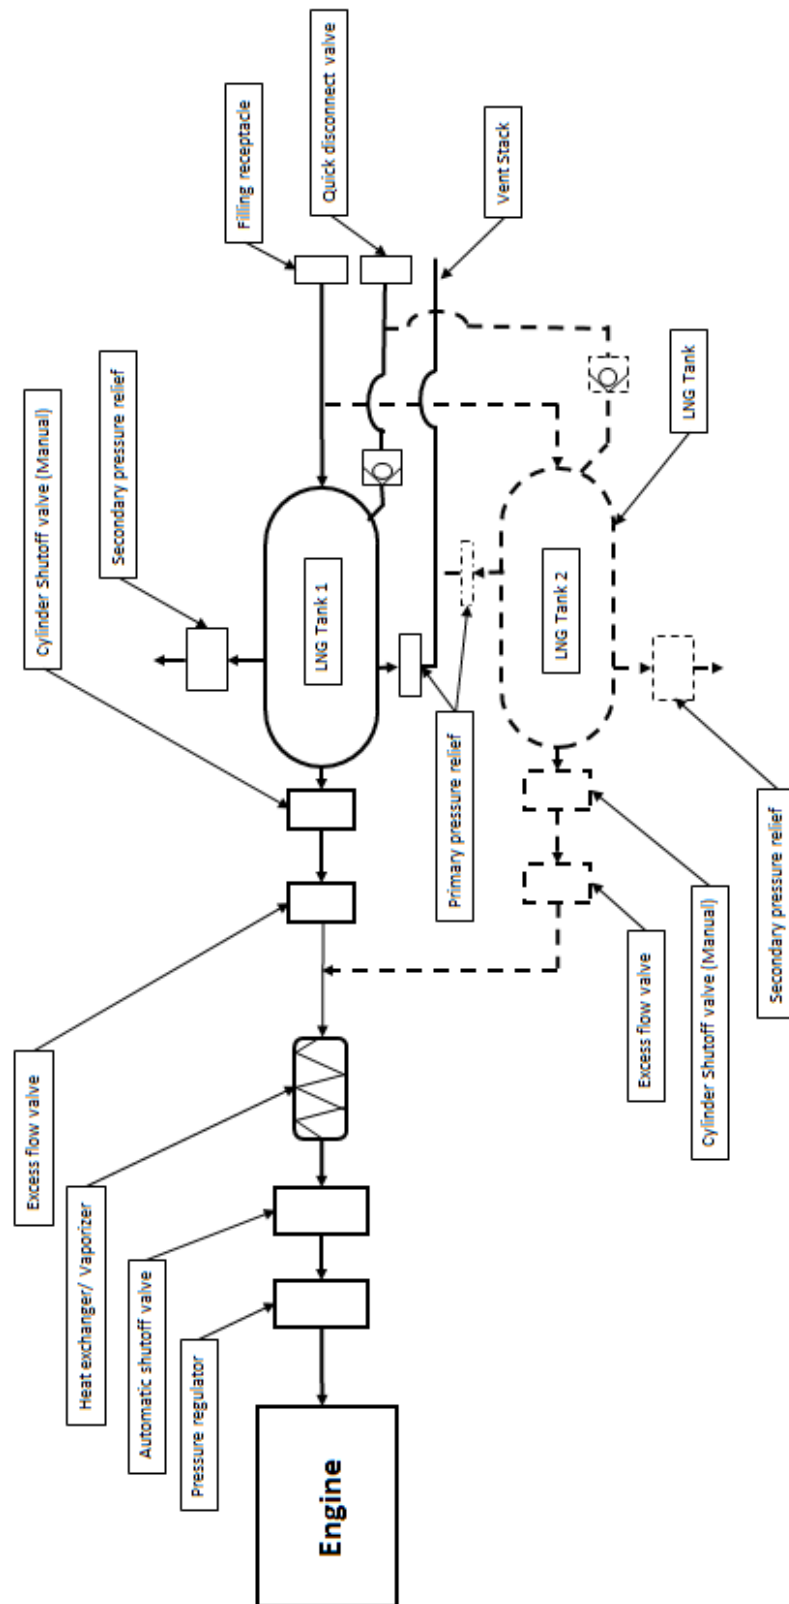 Filling receptacle
Quick disconnect valve
Vent Stack
Secondary pressure relief
Cylinder Shutoff valve (Manual)
LNG Tank 1
LNG Tank
LNG Tank 2
Primary pressure relief
Excess flow valve
Heat exchanger/ Vaporizer
Automatic shutoff valve
Pressure regulator
Engine
Excess flow valve
Cylinder Shutoff valve (Manual)
Secondary pressure relief